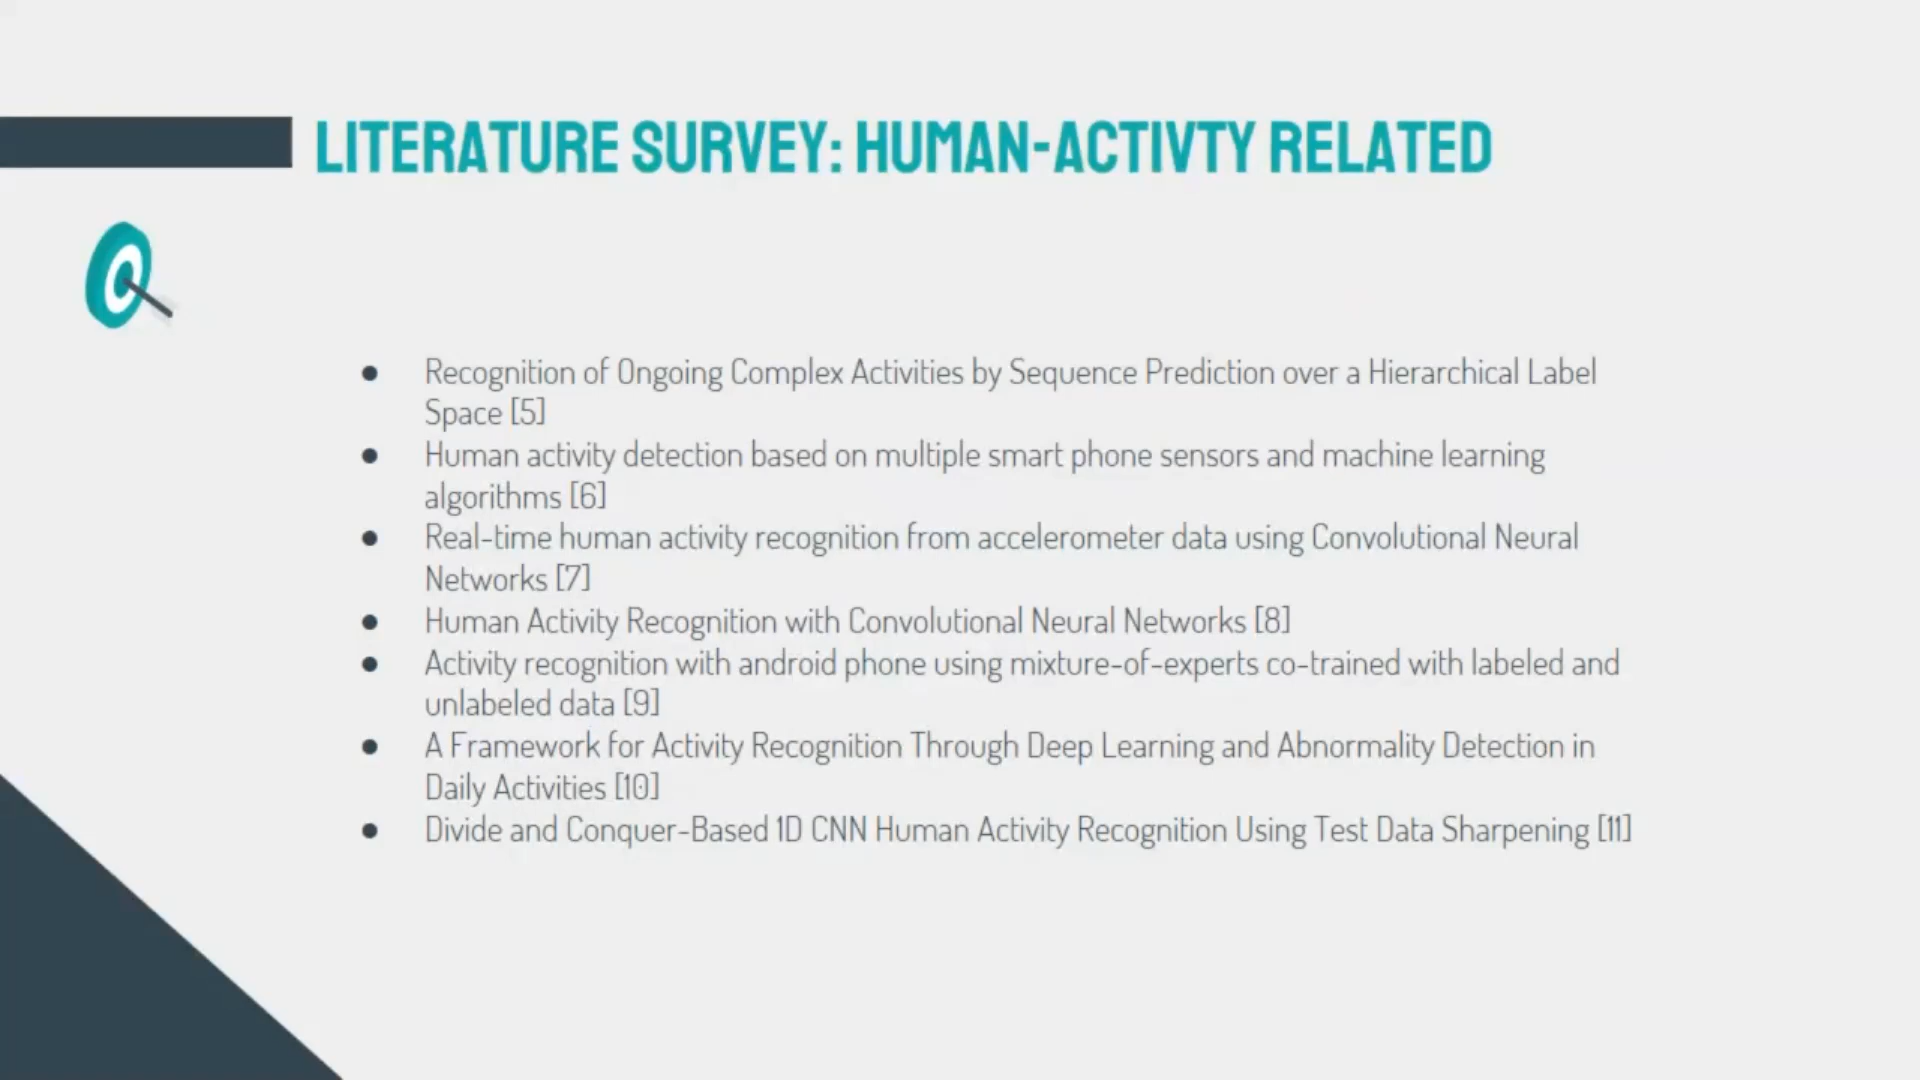 LITERATURE SURVEY: HUMAN-ACTIVTY RELATED
● Recognition of Ongoing Complex Activities by Sequence Prediction over a Hierarchical Label
Space [5]
● Human activity detection based on multiple smart phone sensors and machine learning
algorithms [6]
● Real-time human activity recognition from accelerometer data using Convolutional Neural
Networks [7]
● Human Activity Recognition with Convolutional Neural Networks [8]
● Activity recognition with android phone using mixture-of-experts co-trained with labeled and
unlabeled data [9]
● A Framework for Activity Recognition Through Deep Learning and Abnormality Detection in
Daily Activities [10]
● Divide and Conquer-Based 1D CNN Human Activity Recognition Using Test Data Sharpening [11]